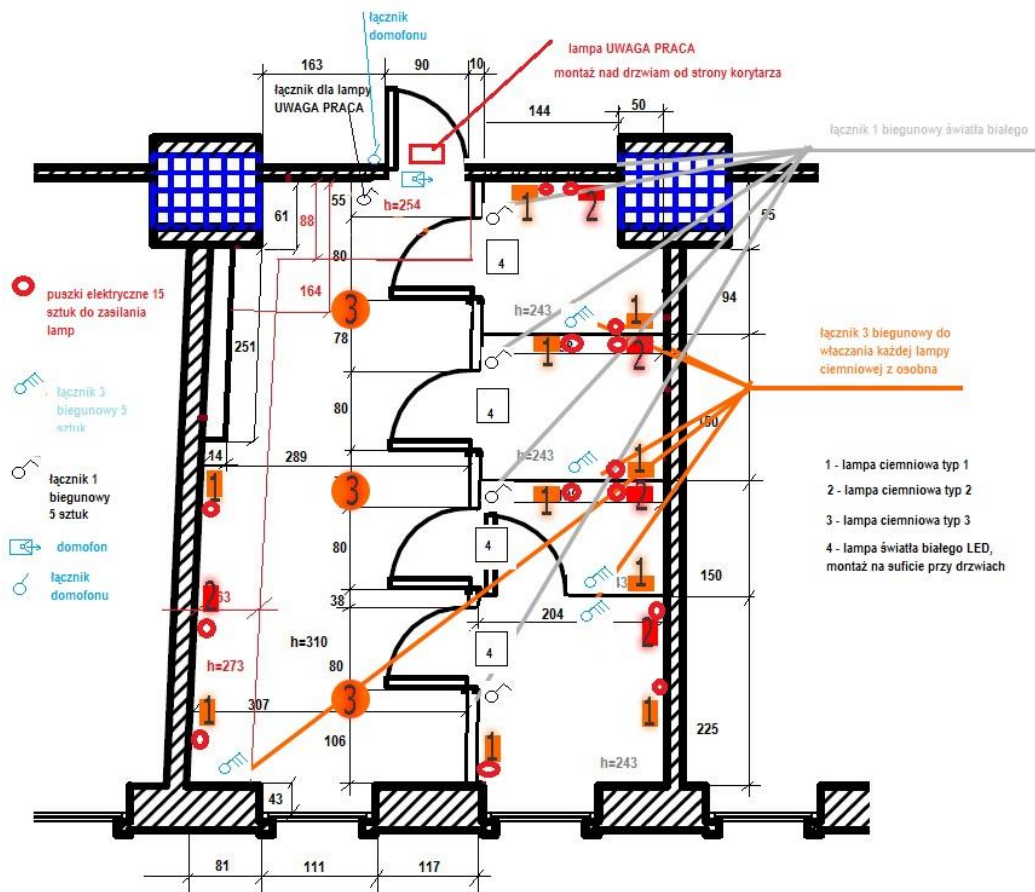 łącznik
domofonu
163
90
10
lampa UWAGA PRACA
montaż nad drzwiam od strony korytarza
łącznik dla lampy
UWAGA PRACA
144
50
łącznik 1 biegunowy światła białego
61
88
55
h=254
1
2
55
80
4
164
3
h=243
1
94
puszki elektryczne 15
sztuk do zasilania
lamp
251
78
1
2
łącznik 3 biegunowy do
właczania każdej lampy
ciemniowej z osobna
łącznik 3
biegunowy 5
sztuk
80
4
14
289
h=243
1
1 - lampa ciemniowa typ 1
2 - lampa ciemniowa typ 2
3 - lampa ciemniowa typ 3
4 - lampa światła białego LED,
montaż na suficie przy drzwiach
łącznik 1
biegunowy
5 sztuk
1
3
1
2
domofon
80
4
1
150
łącznik
domofonu
2
38
204
h=310
2
h=273
80
4
1
307
3
1
106
1
225
h=243
43
81
111
117